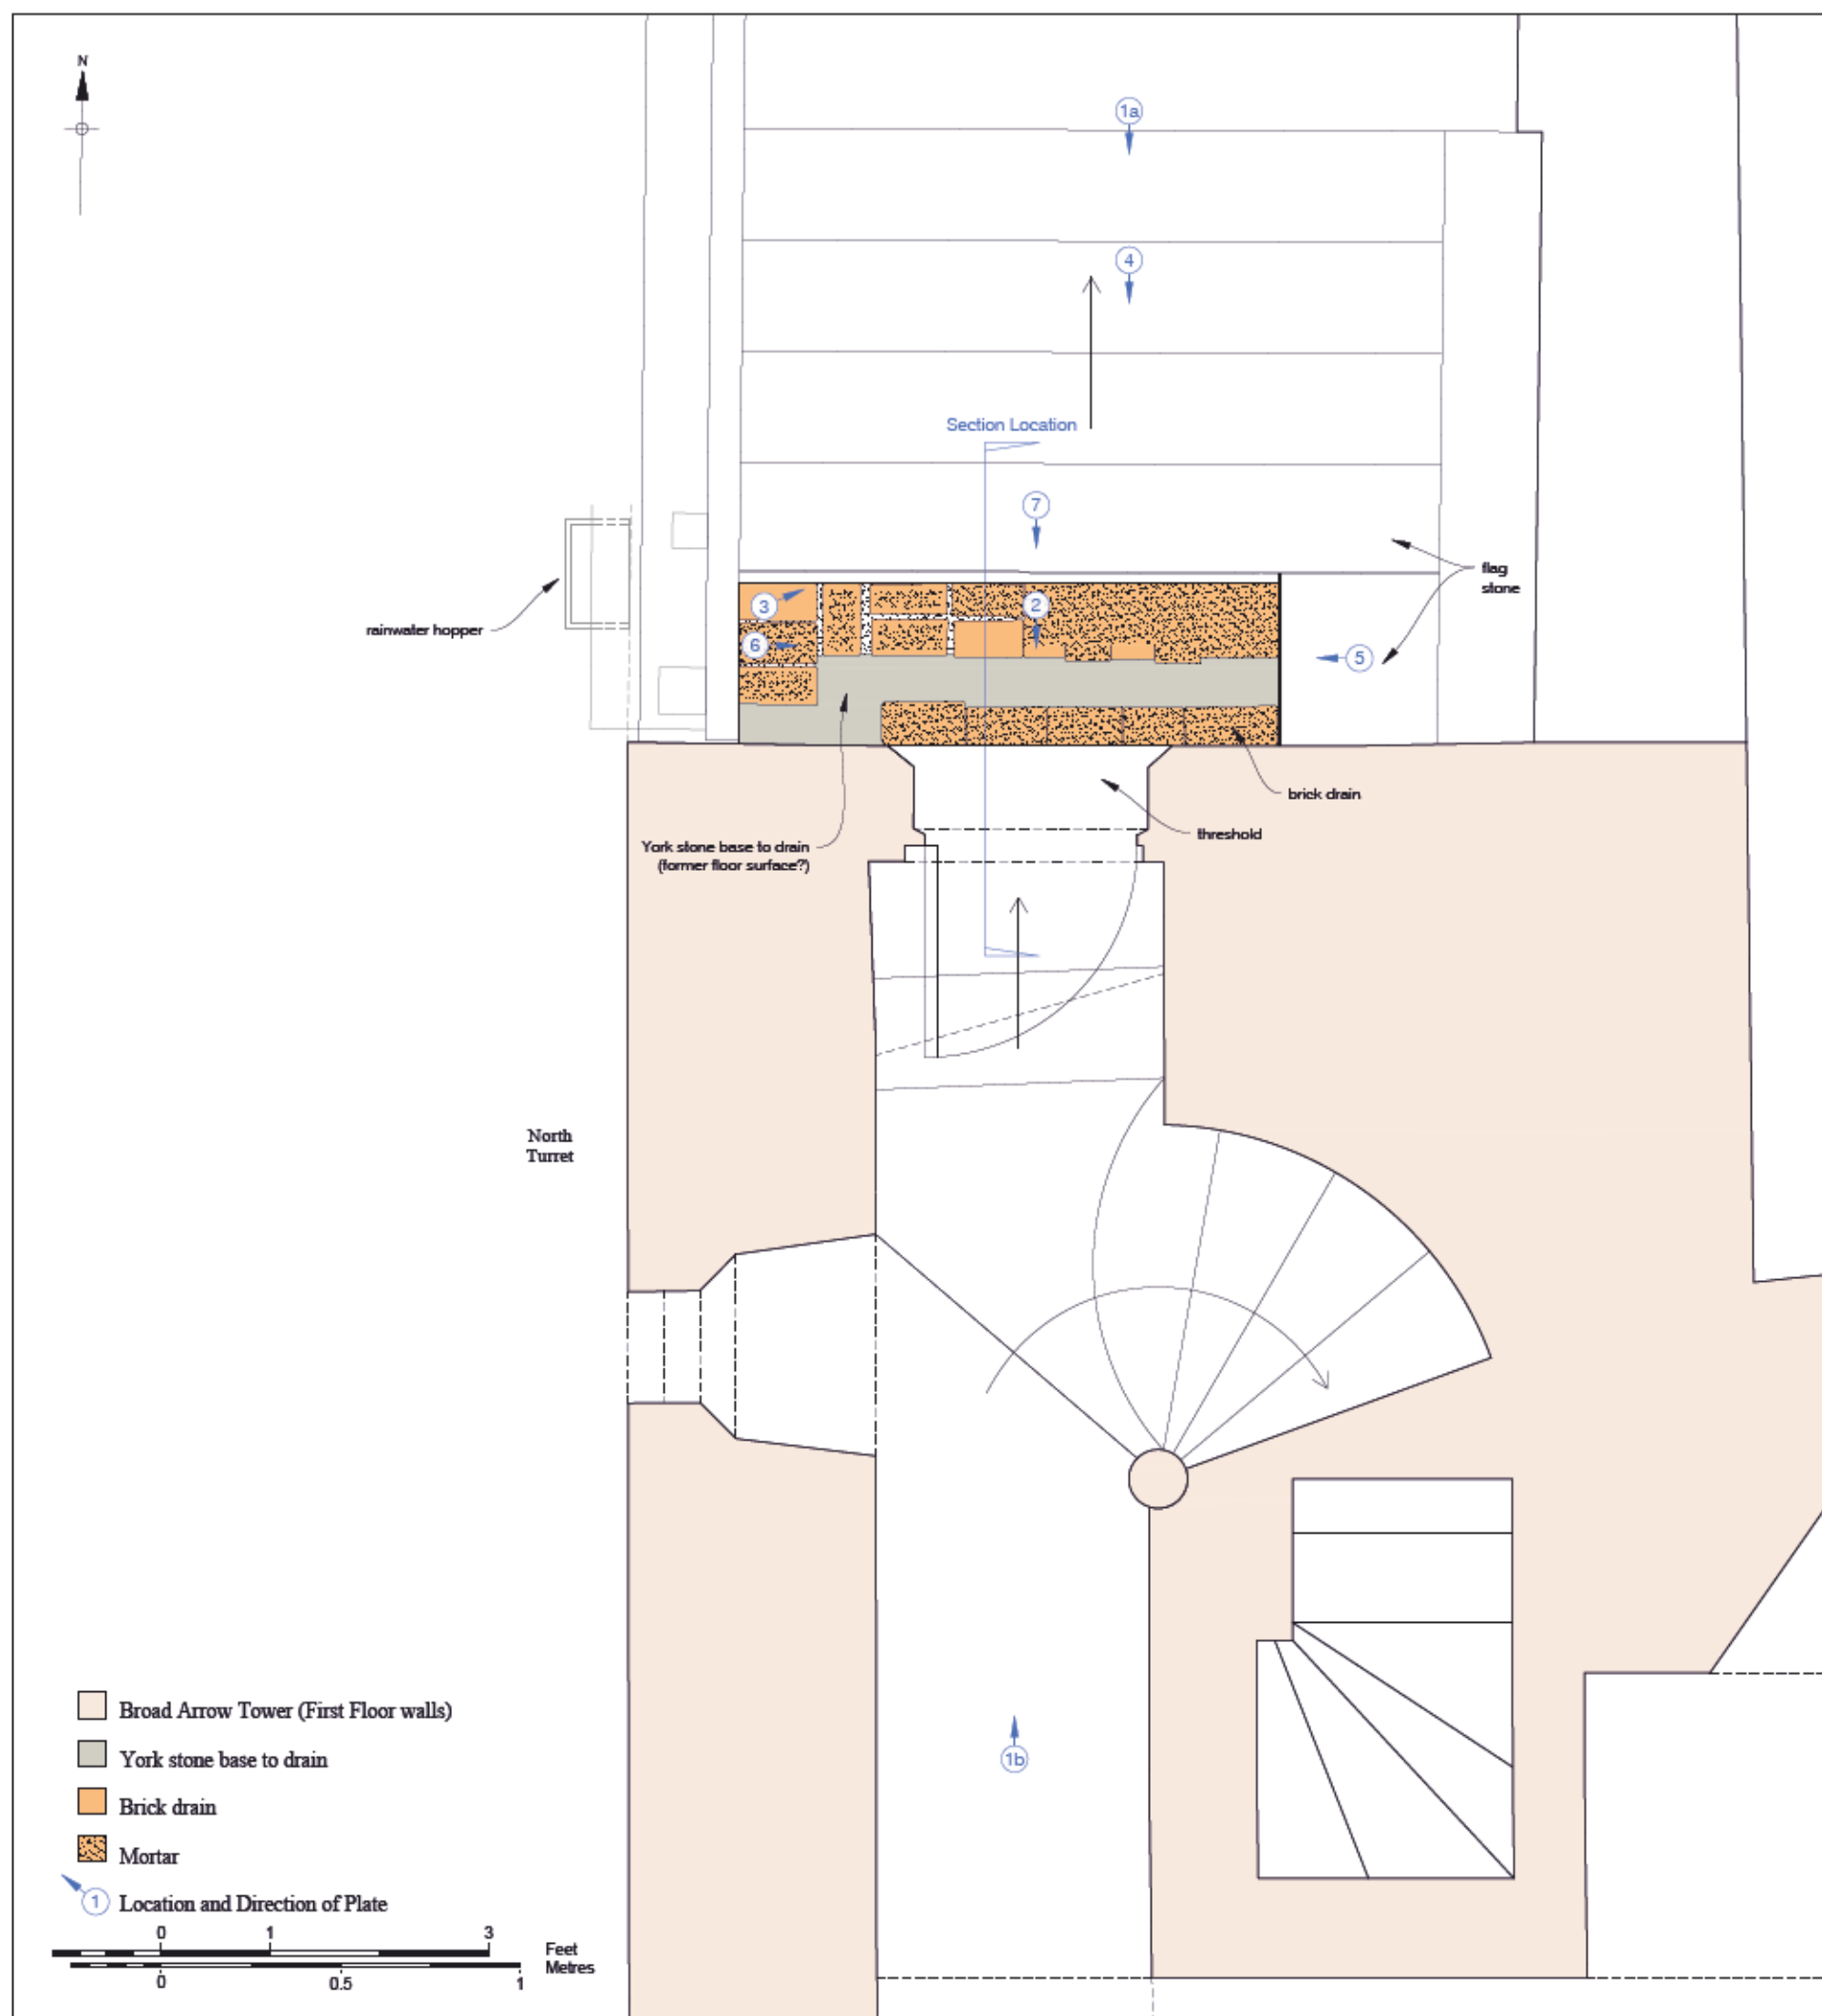 N
1a
4
Section Location
7
flag
stone
3
2
rainwater hopper
6
5
brick drain
threshold
York stone base to drain
(former floor surface?)
North
Turret
1b
Broad Arrow Tower (First Floor walls)
York stone base to drain
Brick drain
Mortar
1 Location and Direction of Plate
0 1 3
Feet
Metres
0 0.5 1